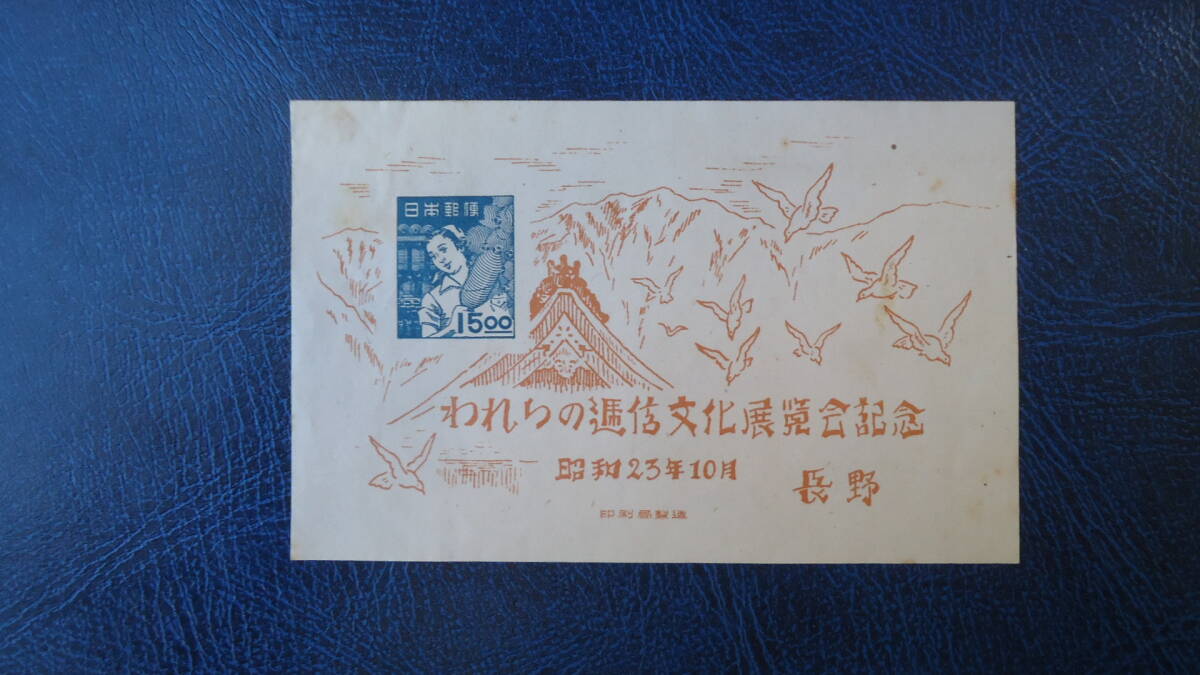 日本郵便
15.00
われらの逓信文化展覧会記念
昭和23年10月
長野
印刷局製造